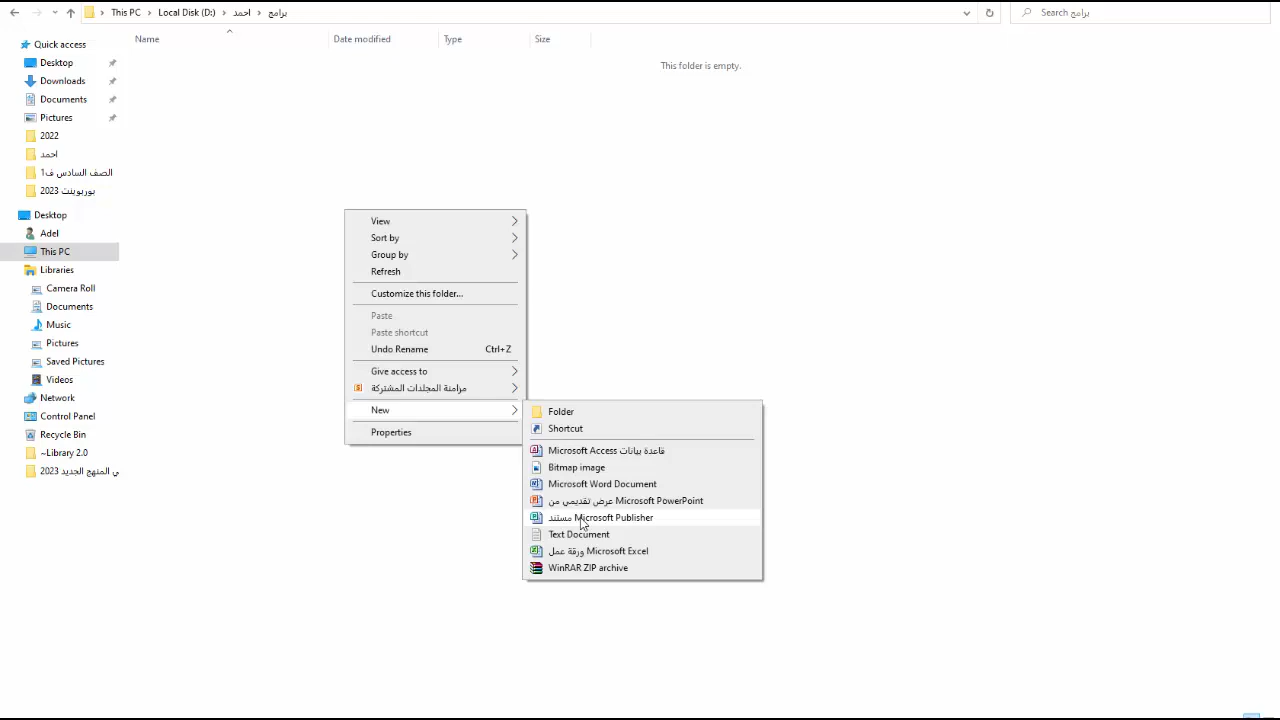 This PC > Local Disk (D:) > احمد > برامج
Search برامج
Quick access
Desktop
Downloads
Documents
Pictures
2022
احمد
الصف السادس ف1
بوربوينت 2023
Desktop
Adel
This PC
Libraries
Camera Roll
Documents
Music
Pictures
Saved Pictures
Videos
Network
Control Panel
Recycle Bin
~Library 2.0
ي المنهج الجديد 2023
Name Date modified Type Size
This folder is empty.
View
Sort by
Group by
Refresh
Customize this folder...
Paste
Paste shortcut
Undo Rename Ctrl+Z
Give access to
مزامنة المجلدات المشتركة
New
Properties
Folder
Shortcut
Microsoft Access قاعدة بيانات
Bitmap image
Microsoft Word Document
عرض تقديمي من Microsoft PowerPoint
مستند Microsoft Publisher
Text Document
ورقة عمل Microsoft Excel
WinRAR ZIP archive